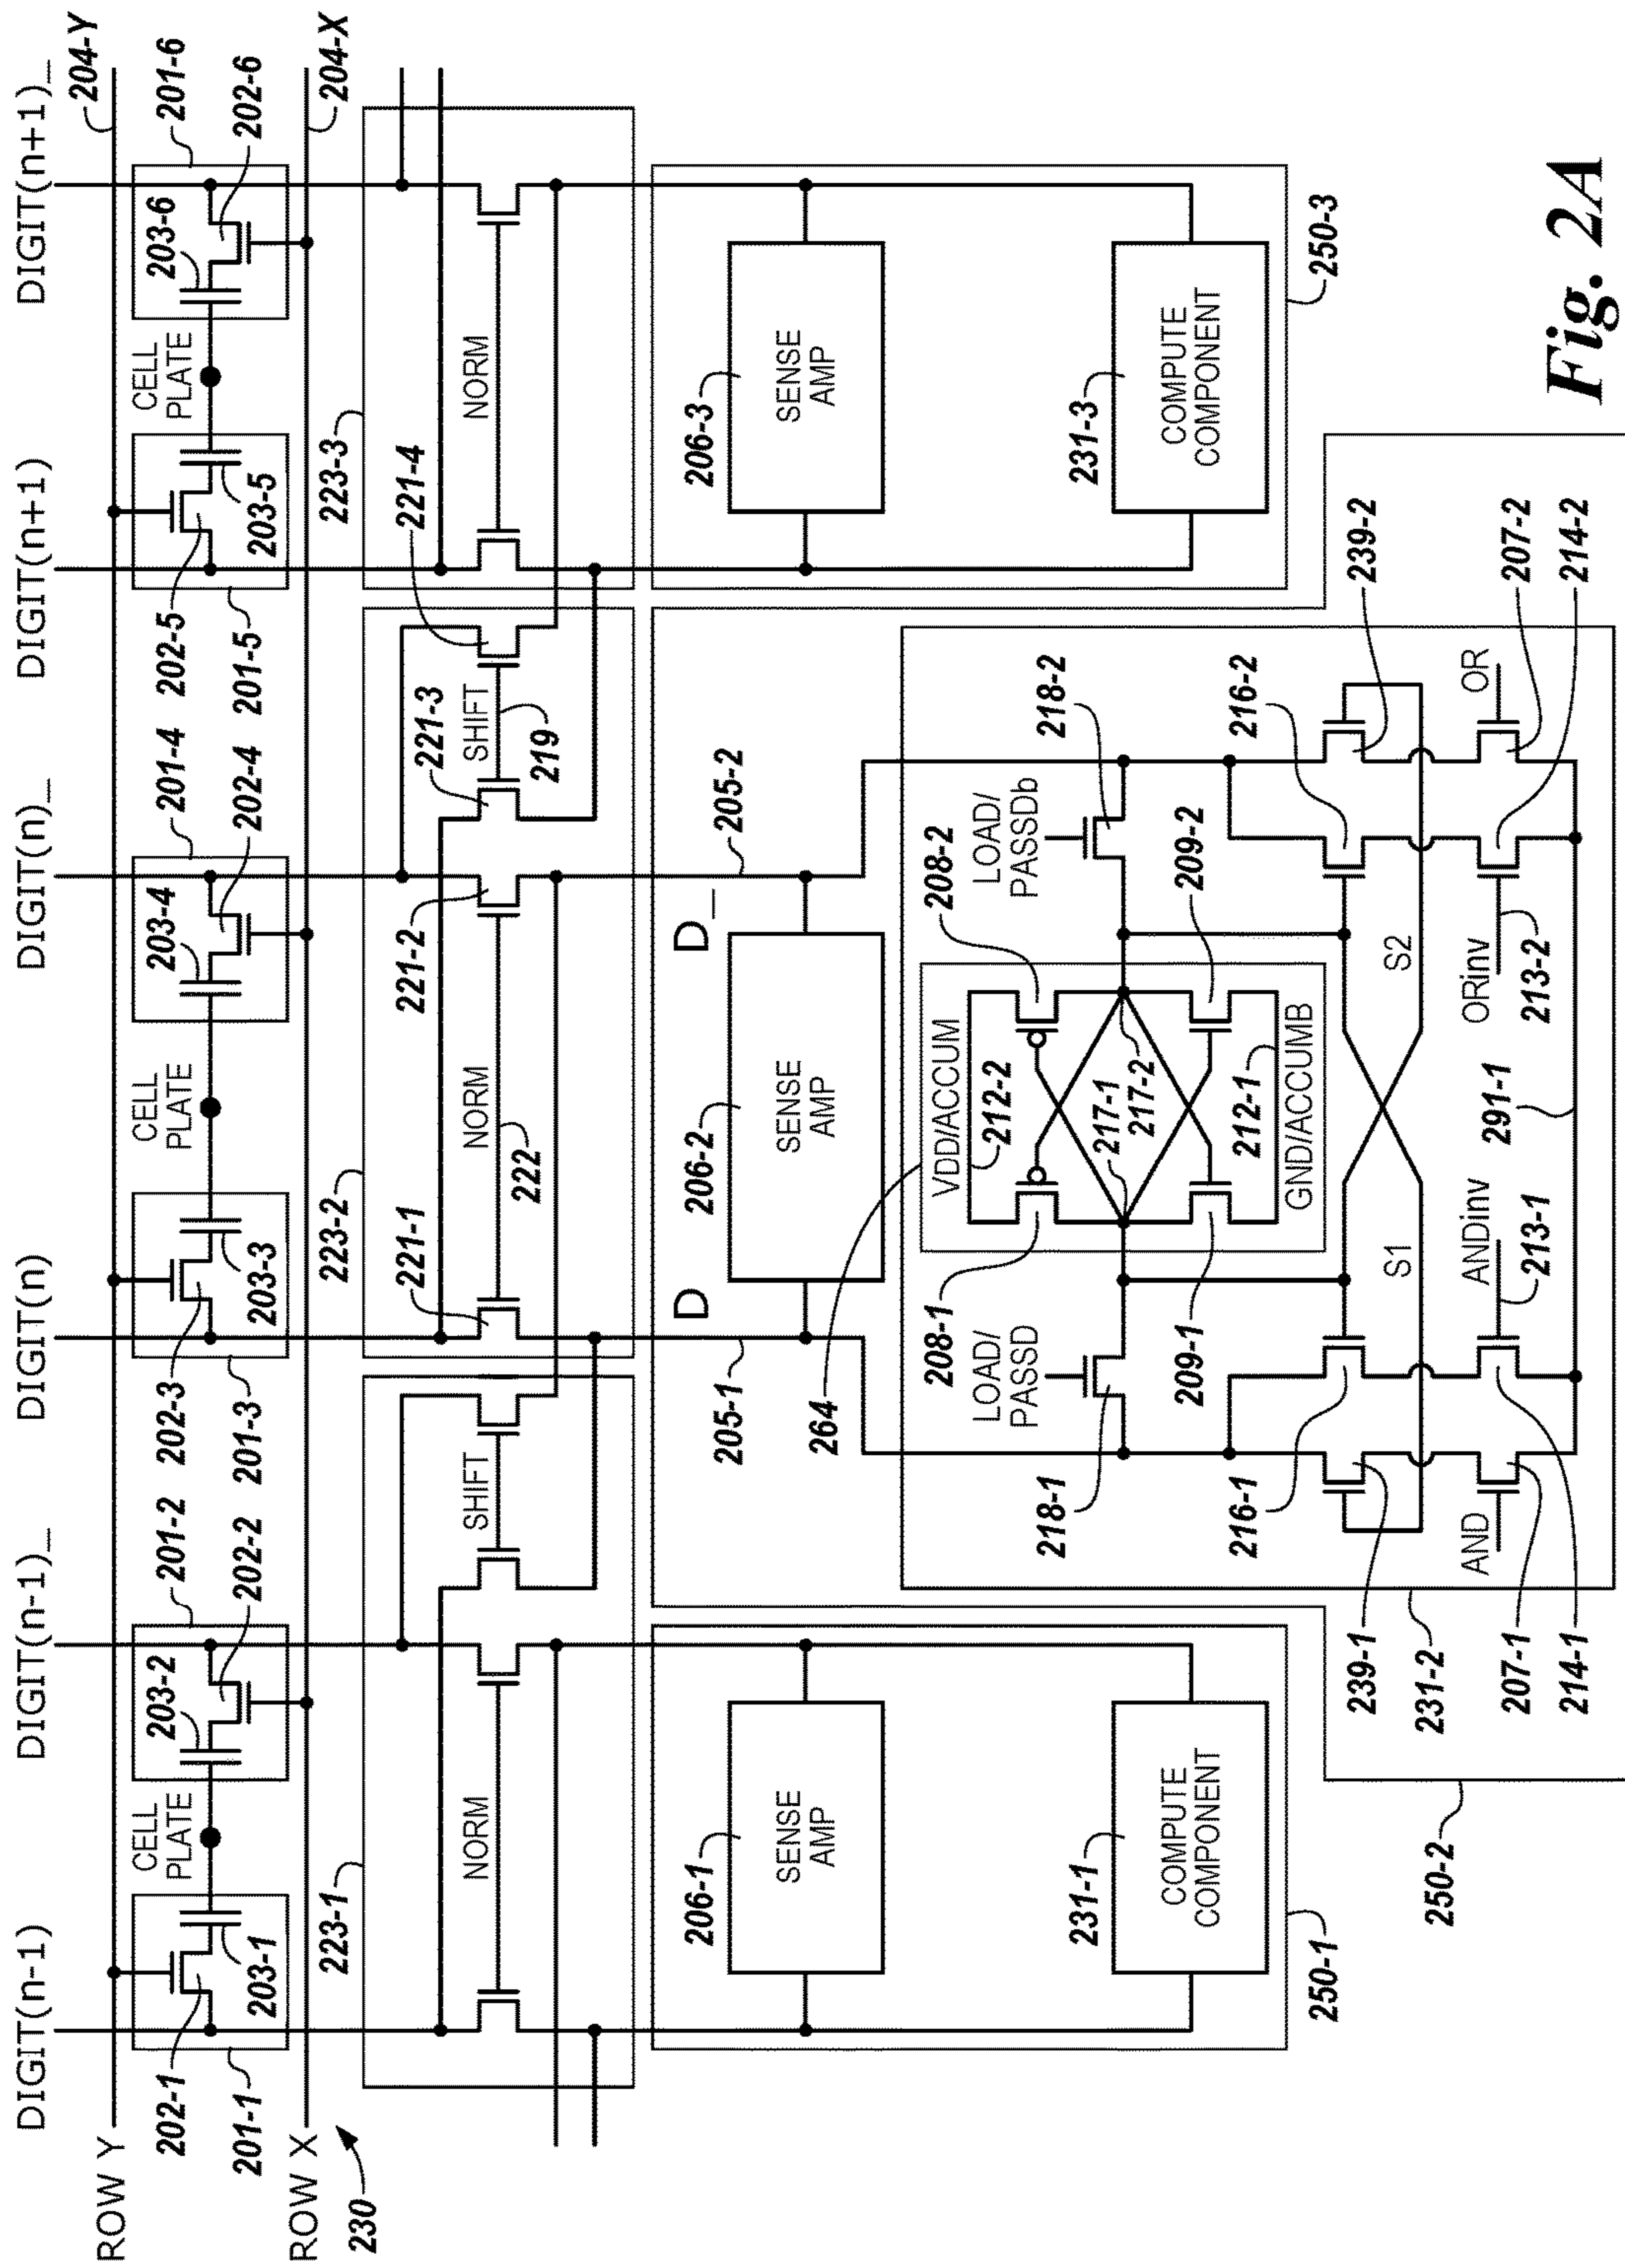 DIGIT(n-1)
DIGIT(n-1)_
DIGIT(n)
DIGIT(n)_
DIGIT(n+1)
DIGIT(n+1)_
ROW Y
204-Y
202-1
203-1
201-1
CELL
PLATE
203-2
201-2
202-2
202-3
203-3
201-3
CELL
PLATE
203-4
201-4
202-4
202-5
203-5
201-5
CELL
PLATE
203-6
201-6
202-6
ROW X
204-X
230
223-1
223-2
223-3
221-1
221-2
221-3
221-4
NORM
SHIFT
NORM
222
SHIFT
219
NORM
206-1
SENSE
AMP
205-1
D
206-2
SENSE
AMP
D_
205-2
206-3
SENSE
AMP
231-1
COMPUTE
COMPONENT
250-1
231-3
COMPUTE
COMPONENT
250-3
264
218-1
LOAD/
PASSD
208-1
VDD/ACCUM
212-2
208-2
LOAD/
PASSDb
218-2
217-1
217-2
209-1
209-2
212-1
GND/ACCUMB
216-1
216-2
239-1
S1
S2
239-2
231-2
AND
ANDinv
ORinv
OR
250-2
207-1
213-1
291-1
213-2
207-2
214-1
214-2
Fig. 2A